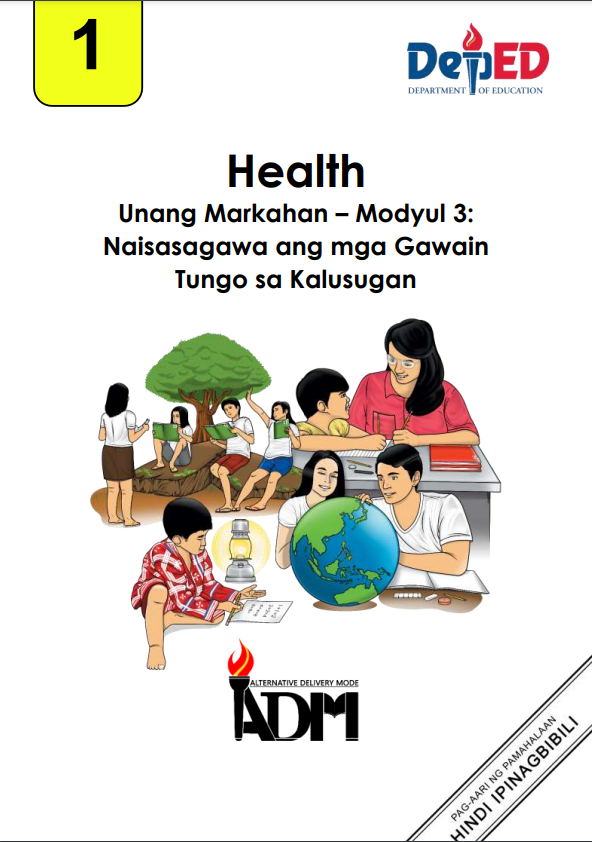 1
DepED
DEPARTMENT OF EDUCATION
Health
Unang Markahan – Modyul 3:
Naisasagawa ang mga Gawain
Tungo sa Kalusugan
ALTERNATIVE DELIVERY MODE
ADM
PAG-AARI NG PAMAHALAAN
HINDI IPINAGBIBILI